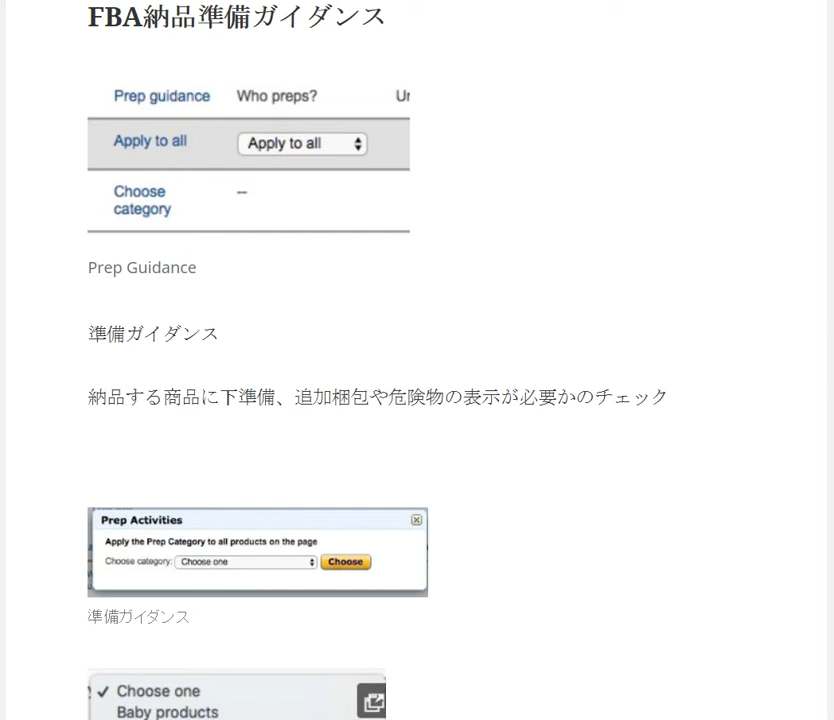 FBA納品準備ガイダンス
Prep guidance Who preps?
Apply to all Apply to all
Choose --
category
Prep Guidance
準備ガイダンス
納品する商品に下準備、追加梱包や危険物の表示が必要かのチェック
Prep Activities
Apply the Prep Category to all products on the page
Choose category: Choose one Choose
準備ガイダンス
Choose one
Baby products